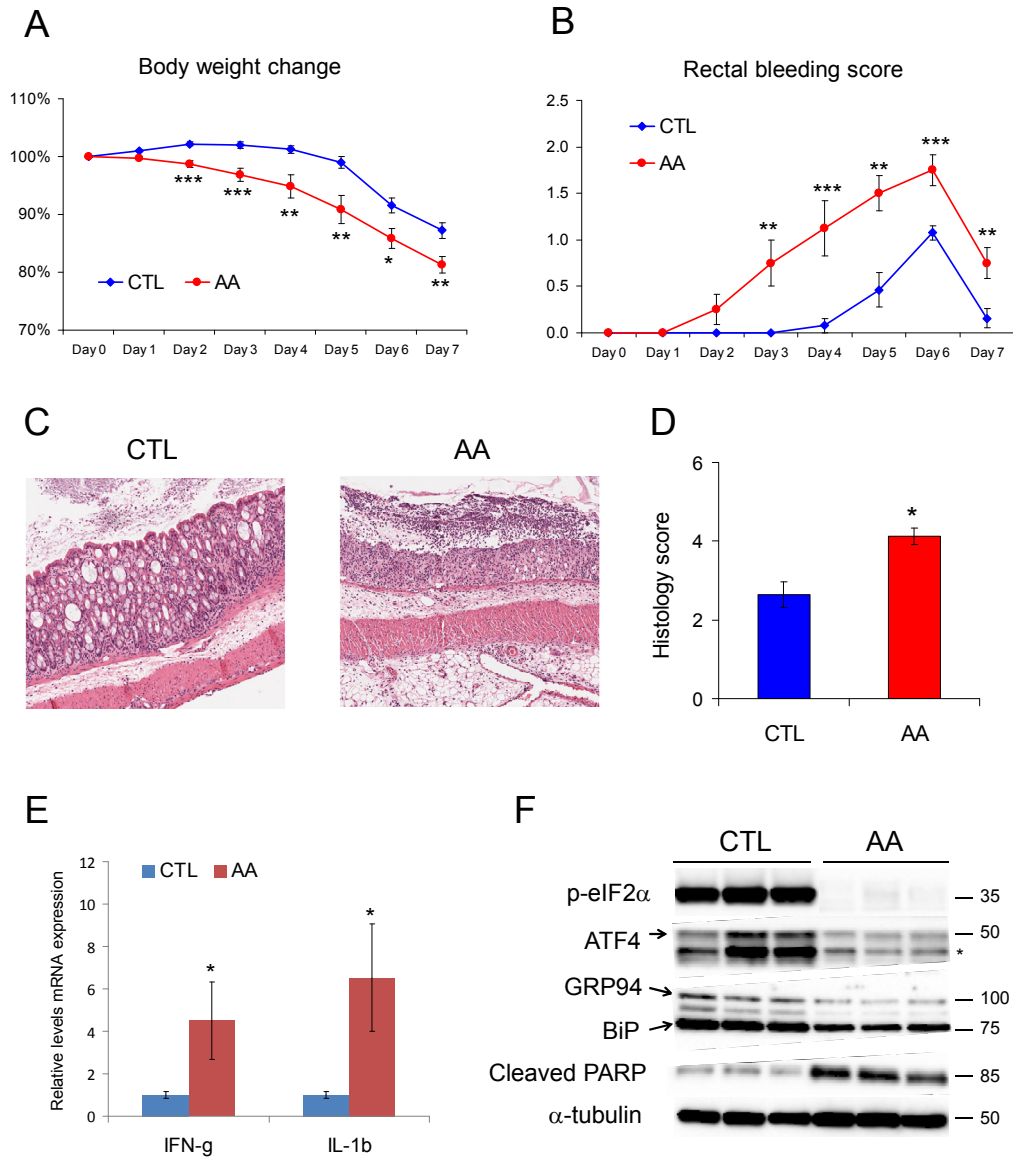 A
Body weight change
110%
100%
90%
80%
70%
*** *** ** ** * **
CTL AA
Day 0 Day 1 Day 2 Day 3 Day 4 Day 5 Day 6 Day 7
B
Rectal bleeding score
2.5
2.0
1.5
1.0
0.5
0.0
CTL
AA
** *** ** *** **
Day 0 Day 1 Day 2 Day 3 Day 4 Day 5 Day 6 Day 7
C
CTL AA
D
Histology score
6
4
2
0
*
CTL AA
E
Relative levels mRNA expression
12
10
8
6
4
2
0
CTL AA
* *
IFN-g IL-1b
F
CTL AA
p-eIF2α 35
ATF4 50
*
GRP94 100
BiP 75
Cleaved PARP 85
α-tubulin 50